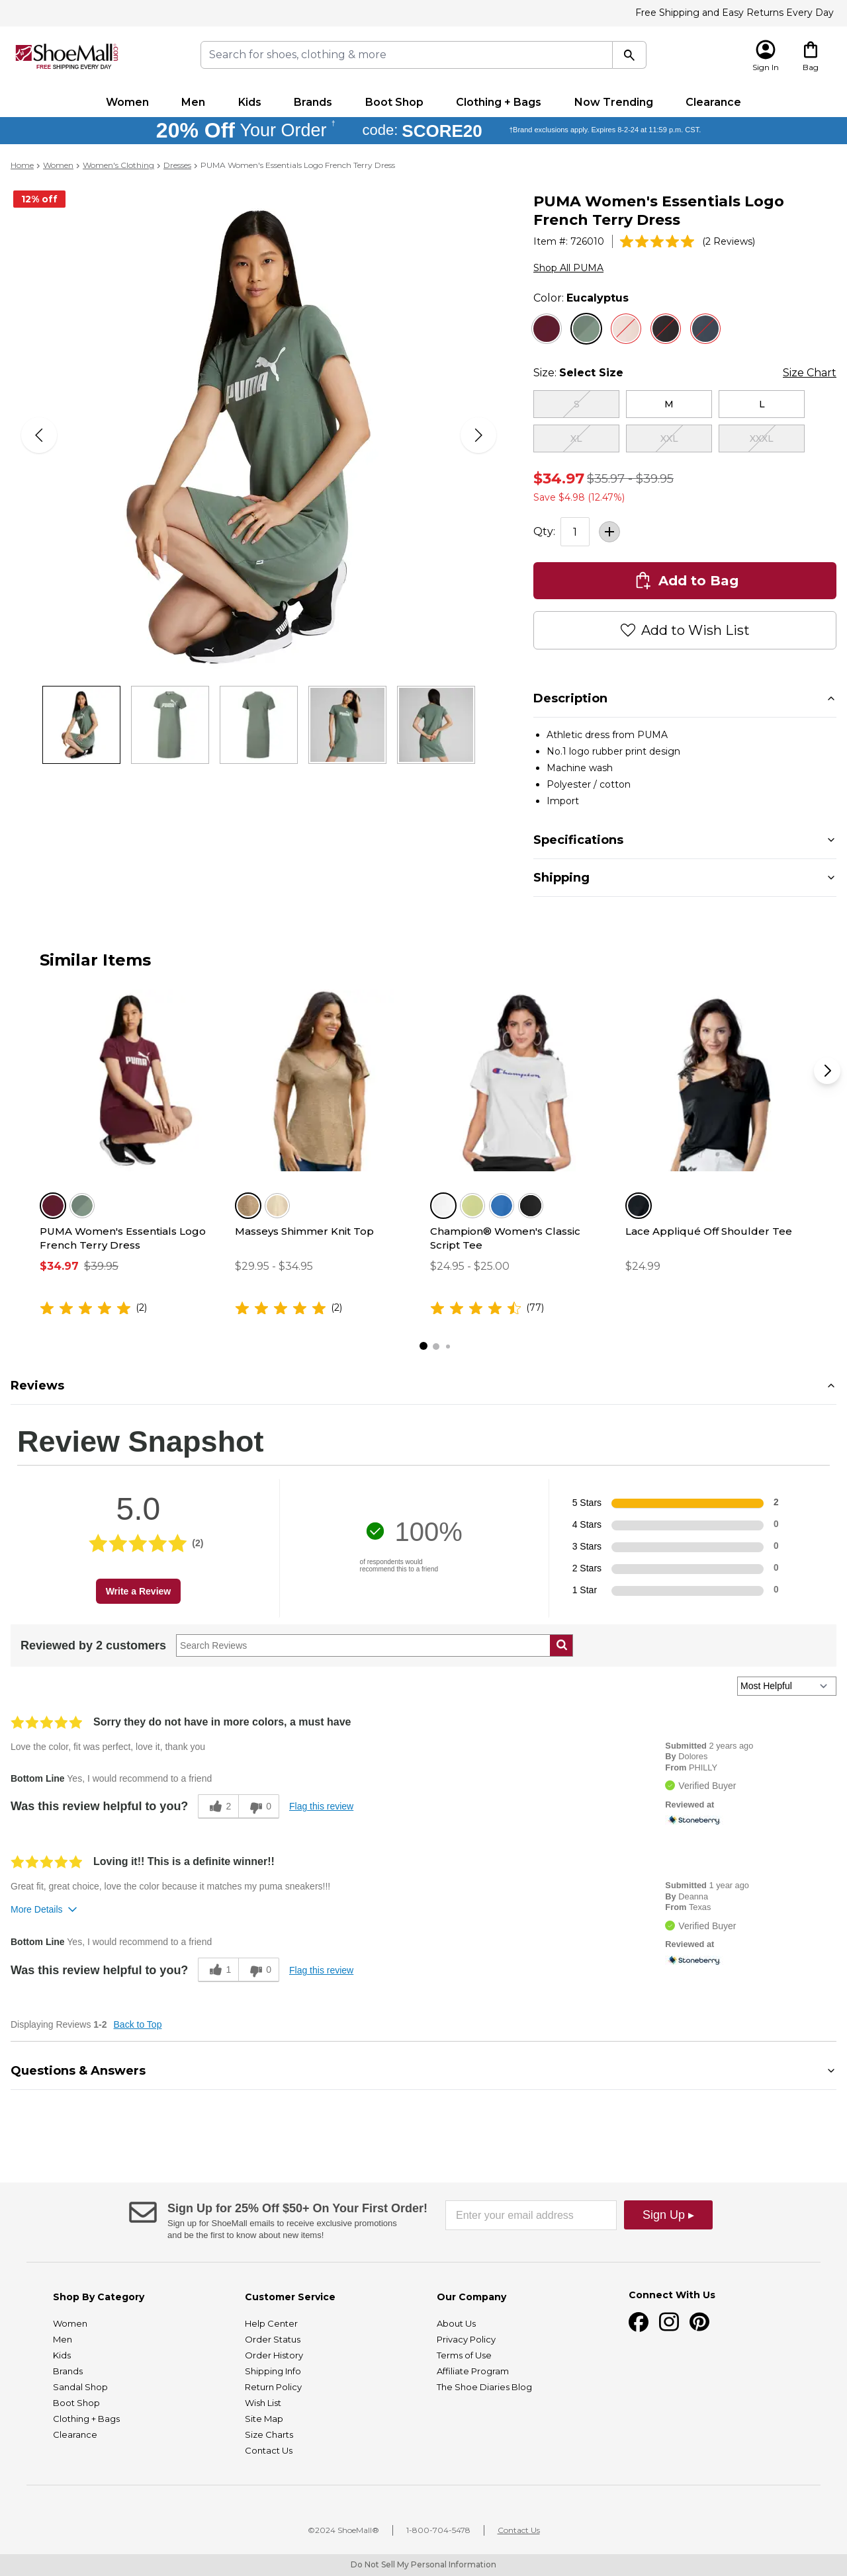 Free Shipping and Easy Returns Every Day
ShoeMall.com
FREE SHIPPING EVERY DAY
Search for shoes, clothing & more
Sign In
Bag
Women Men Kids Brands Boot Shop Clothing + Bags Now Trending Clearance
20% Off Your Order † code: SCORE20 †Brand exclusions apply. Expires 8-2-24 at 11:59 p.m. CST.
Home > Women > Women's Clothing > Dresses > PUMA Women's Essentials Logo French Terry Dress
12% off
PUMA
PUMA Women's Essentials Logo
French Terry Dress
Item #: 726010 (2 Reviews)
Shop All PUMA
Color: Eucalyptus
Size: Select Size
Size Chart
S
M
L
XL
XXL
XXXL
$34.97 $35.97 - $39.95
Save $4.98 (12.47%)
Qty: 1 +
Add to Bag
Add to Wish List
Description
Athletic dress from PUMA
No.1 logo rubber print design
Machine wash
Polyester / cotton
Import
Specifications
Shipping
Similar Items
PUMA
Champion
PUMA Women's Essentials Logo
French Terry Dress
$34.97 $39.95
(2)
Masseys Shimmer Knit Top
$29.95 - $34.95
(2)
Champion® Women's Classic
Script Tee
$24.95 - $25.00
(77)
Lace Appliqué Off Shoulder Tee
$24.99
Reviews
Review Snapshot
5.0
(2)
Write a Review
100%
of respondents would
recommend this to a friend
5 Stars 2
4 Stars 0
3 Stars 0
2 Stars 0
1 Star 0
Reviewed by 2 customers
Search Reviews
Most Helpful
Sorry they do not have in more colors, a must have
Love the color, fit was perfect, love it, thank you
Bottom Line Yes, I would recommend to a friend
Was this review helpful to you? 2 0 Flag this review
Submitted 2 years ago
By Dolores
From PHILLY
Verified Buyer
Reviewed at
Stoneberry
Loving it!! This is a definite winner!!
Great fit, great choice, love the color because it matches my puma sneakers!!!
More Details
Bottom Line Yes, I would recommend to a friend
Was this review helpful to you? 1 0 Flag this review
Submitted 1 year ago
By Deanna
From Texas
Verified Buyer
Reviewed at
Stoneberry
Displaying Reviews 1-2 Back to Top
Questions & Answers
Sign Up for 25% Off $50+ On Your First Order!
Sign up for ShoeMall emails to receive exclusive promotions
and be the first to know about new items!
Enter your email address
Sign Up ▸
Shop By Category
Women
Men
Kids
Brands
Sandal Shop
Boot Shop
Clothing + Bags
Clearance
Customer Service
Help Center
Order Status
Order History
Shipping Info
Return Policy
Wish List
Site Map
Size Charts
Contact Us
Our Company
About Us
Privacy Policy
Terms of Use
Affiliate Program
The Shoe Diaries Blog
Connect With Us
©2024 ShoeMall® 1-800-704-5478 Contact Us
Do Not Sell My Personal Information